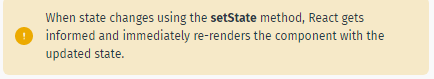 When state changes using the setState method, React gets
informed and immediately re-renders the component with the
updated state.